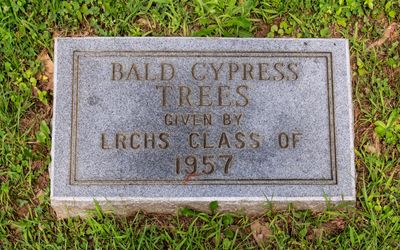 BALD CYPRESS
TREES
GIVEN BY
LRCHS CLASS OF
1957